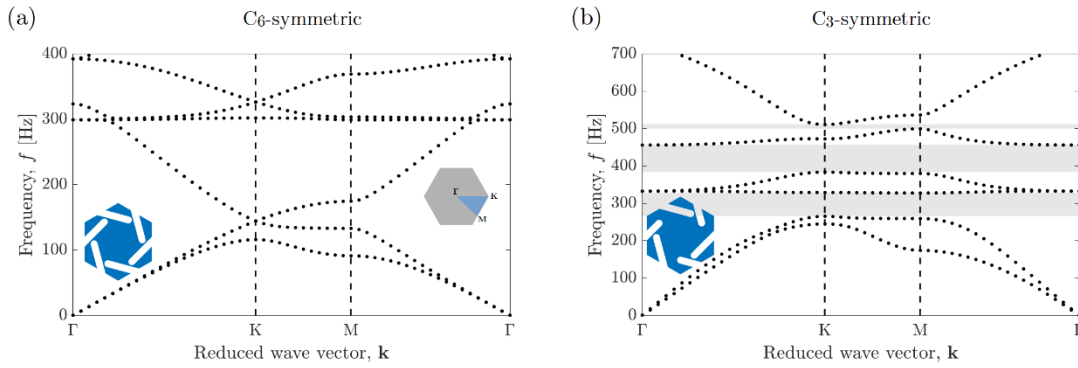 (a) C₆-symmetric
400
300
200
100
0
Frequency, f [Hz]
Γ K M
Γ K M Γ
Reduced wave vector, k
(b) C₃-symmetric
700
600
500
400
300
200
100
0
Frequency, f [Hz]
Γ K M Γ
Reduced wave vector, k